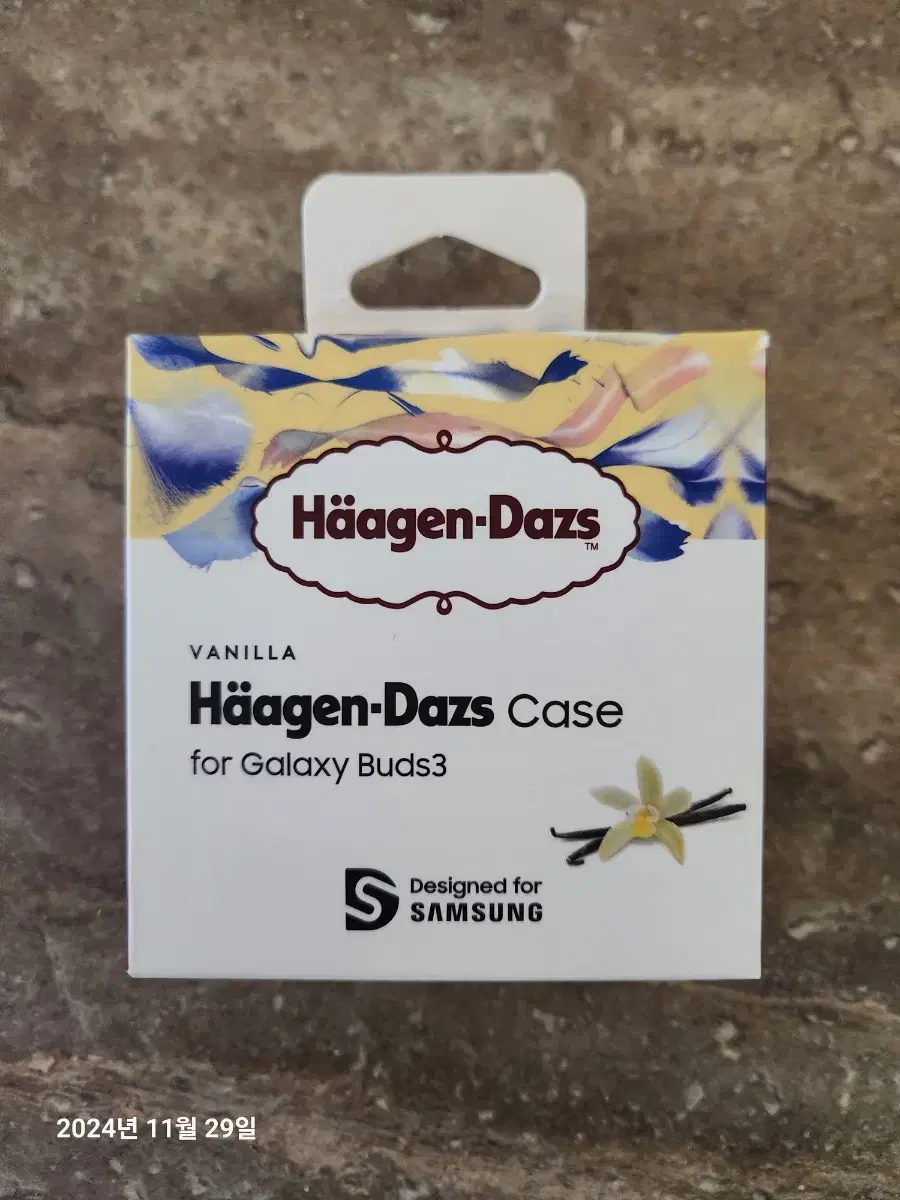 Häagen-Dazs
TM
VANILLA
Häagen-Dazs Case
for Galaxy Buds3
Designed for
SAMSUNG
2024년 11월 29일